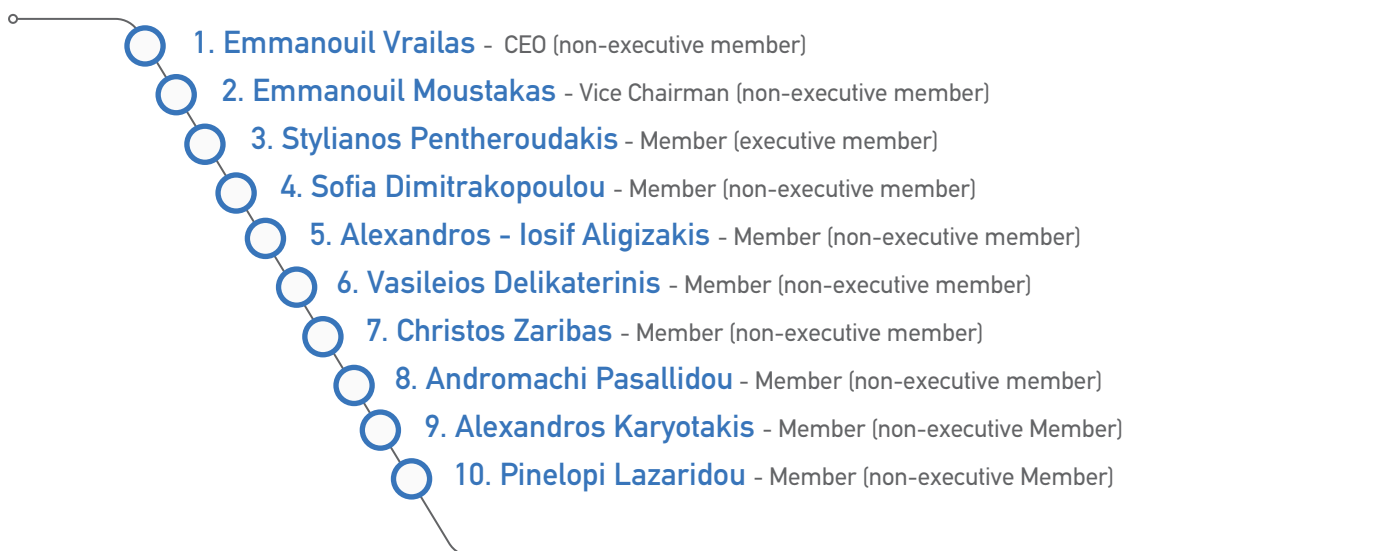 1. Emmanouil Vrailas - CEO (non-executive member)
2. Emmanouil Moustakas - Vice Chairman (non-executive member)
3. Stylianos Pentheroudakis - Member (executive member)
4. Sofia Dimitrakopoulou - Member (non-executive member)
5. Alexandros - Iosif Aligizakis - Member (non-executive member)
6. Vasileios Delikaterinis - Member (non-executive member)
7. Christos Zaribas - Member (non-executive member)
8. Andromachi Pasallidou - Member (non-executive member)
9. Alexandros Karyotakis - Member (non-executive Member)
10. Pinelopi Lazaridou - Member (non-executive Member)